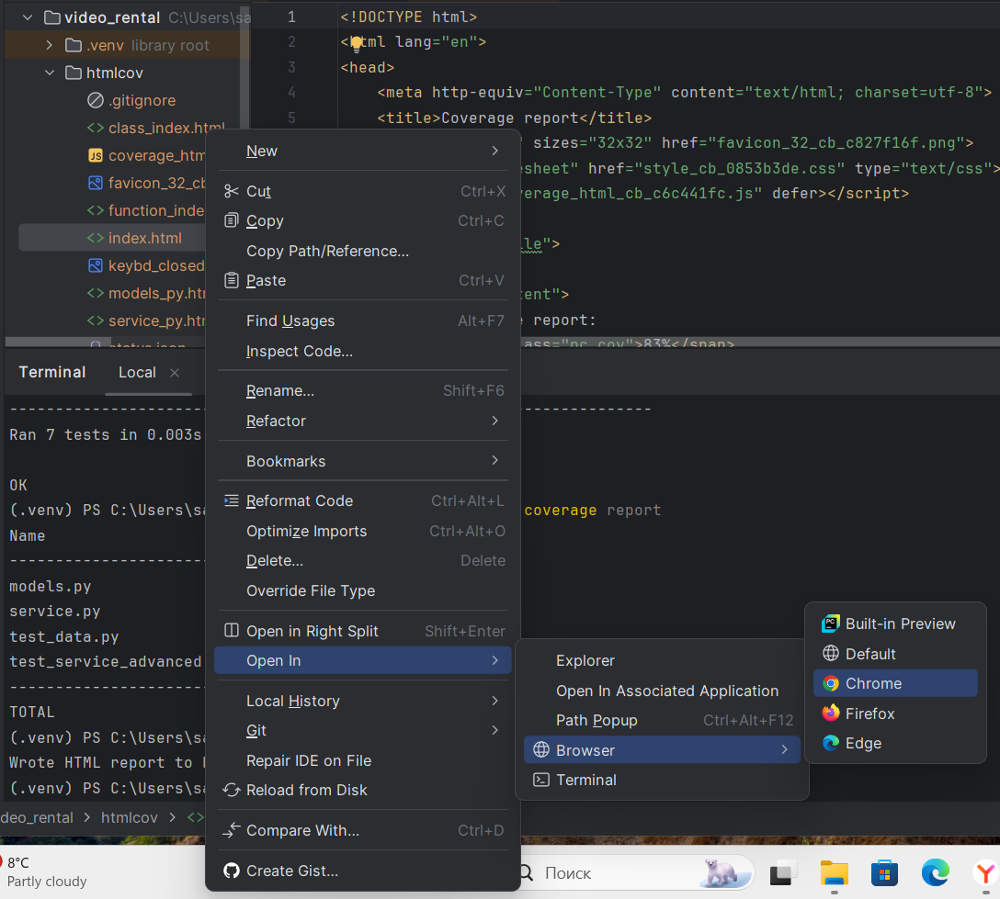 video_rental C:\Users\sa
.venv library root
htmlcov
.gitignore
class_index.html
coverage_htm
favicon_32_cb
function_inde
index.html
keybd_closed
models_py.htm
service_py.htm
status.json
1 <!DOCTYPE html>
2 <html lang="en">
3 <head>
4 <meta http-equiv="Content-Type" content="text/html; charset=utf-8">
5 <title>Coverage report</title>
" sizes="32x32" href="favicon_32_cb_c827f16f.png">
esheet" href="style_cb_0853b3de.css" type="text/css">
verage_html_cb_c6c441fc.js" defer></script>
le">
tent">
report:
ass="pc_cov">83%</span>
New
Cut Ctrl+X
Copy Ctrl+C
Copy Path/Reference...
Paste Ctrl+V
Find Usages Alt+F7
Inspect Code...
Rename... Shift+F6
Refactor
Bookmarks
Reformat Code Ctrl+Alt+L
Optimize Imports Ctrl+Alt+O
Delete... Delete
Override File Type
Open in Right Split Shift+Enter
Open In
Local History
Git
Repair IDE on File
Reload from Disk
Compare With... Ctrl+D
Create Gist...
Explorer
Open In Associated Application
Path Popup Ctrl+Alt+F12
Browser
Terminal
Built-in Preview
Default
Chrome
Firefox
Edge
Terminal Local
--------------------
Ran 7 tests in 0.003s
OK
(.venv) PS C:\Users\sa coverage report
Name
--------------------
models.py
service.py
test_data.py
test_service_advanced
--------------------
TOTAL
(.venv) PS C:\Users\sa
Wrote HTML report to
(.venv) PS C:\Users\sa
deo_rental > htmlcov > <>
8°C
Partly cloudy
Поиск